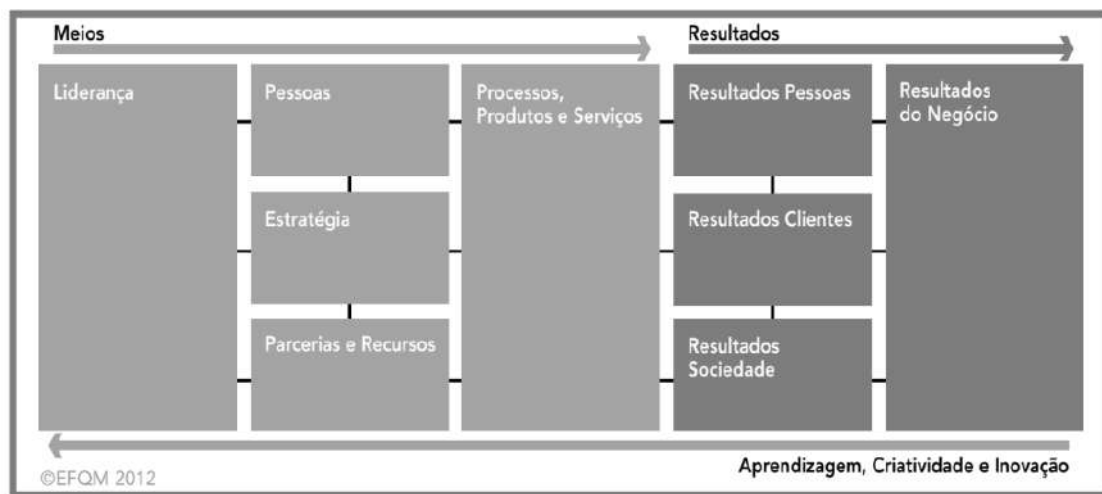 Meios
Resultados
Liderança
Pessoas
Processos,
Produtos e Serviços
Resultados Pessoas
Resultados
do Negócio
Estratégia
Resultados Clientes
Parcerias e Recursos
Resultados
Sociedade
Aprendizagem, Criatividade e Inovação
©EFQM 2012